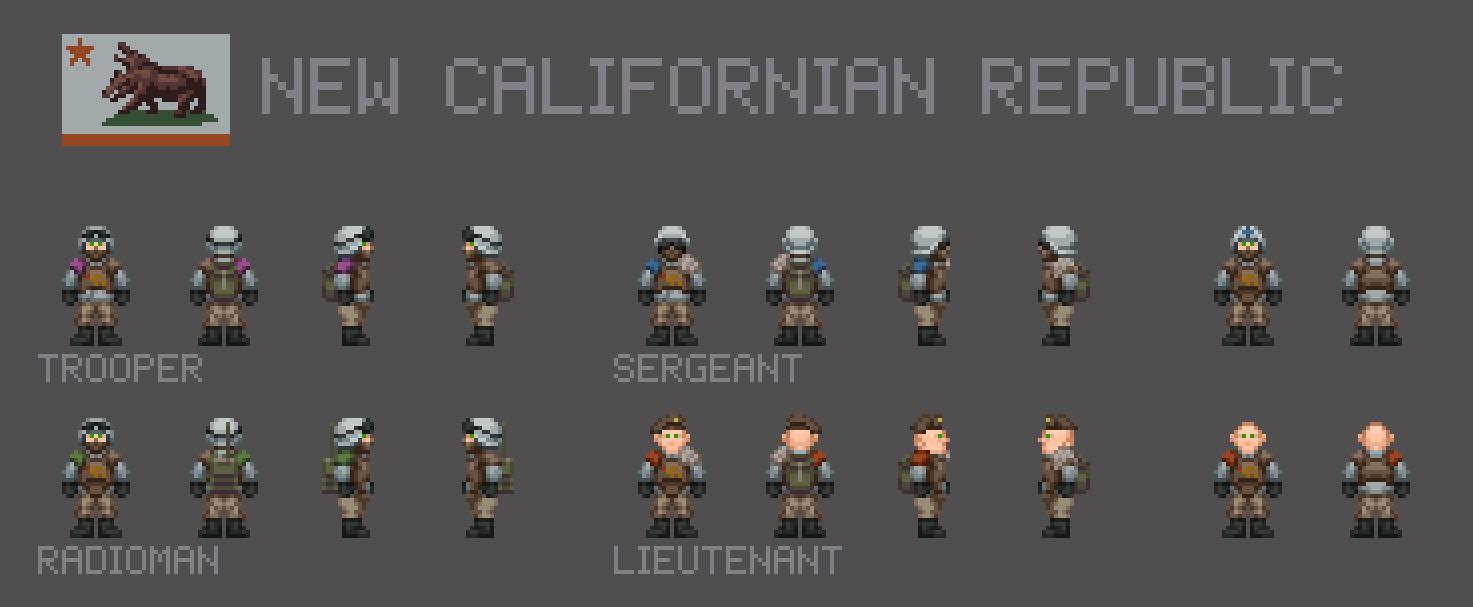 NEW CALIFORNIAN REPUBLIC
TROOPER
SERGEANT
RADIOMAN
LIEUTENANT